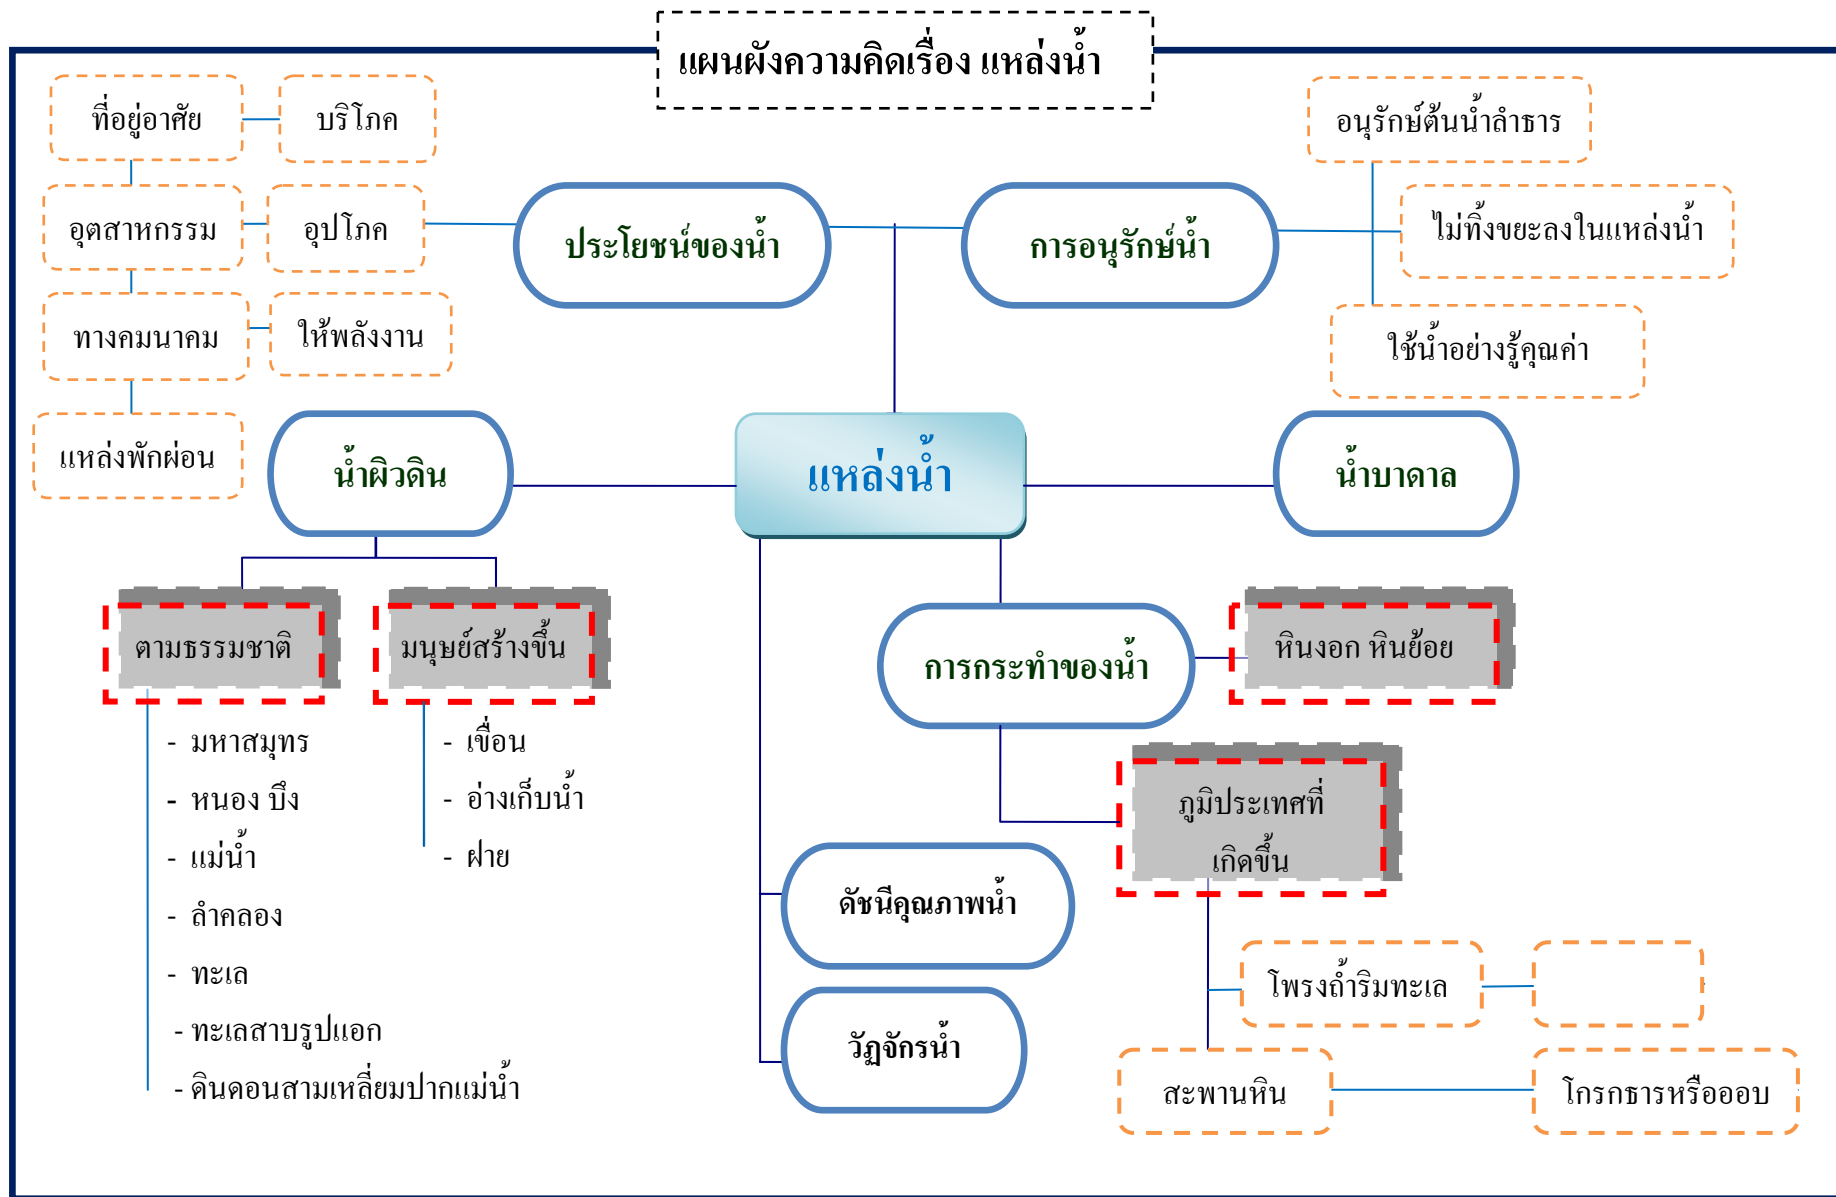 แผนผังความคิดเรื่อง แหล่งน้ำ
ที่อยู่อาศัย
บริโภค
อุตสาหกรรม
อุปโภค
ทางคมนาคม
ให้พลังงาน
แหล่งพักผ่อน
ประโยชน์ของน้ำ
การอนุรักษ์น้ำ
อนุรักษ์ต้นน้ำลำธาร
ไม่ทิ้งขยะลงในแหล่งน้ำ
ใช้น้ำอย่างรู้คุณค่า
น้ำผิวดิน
แหล่งน้ำ
น้ำบาดาล
ตามธรรมชาติ
มนุษย์สร้างขึ้น
- มหาสมุทร
- หนอง บึง
- แม่น้ำ
- ลำคลอง
- ทะเล
- ทะเลสาบรูปแอก
- ดินดอนสามเหลี่ยมปากแม่น้ำ
- เขื่อน
- อ่างเก็บน้ำ
- ฝาย
การกระทำของน้ำ
หินงอก หินย้อย
ภูมิประเทศที่
เกิดขึ้น
ดัชนีคุณภาพน้ำ
วัฏจักรน้ำ
โพรงถ้ำริมทะเล
สะพานหิน
โกรกธารหรือออบ